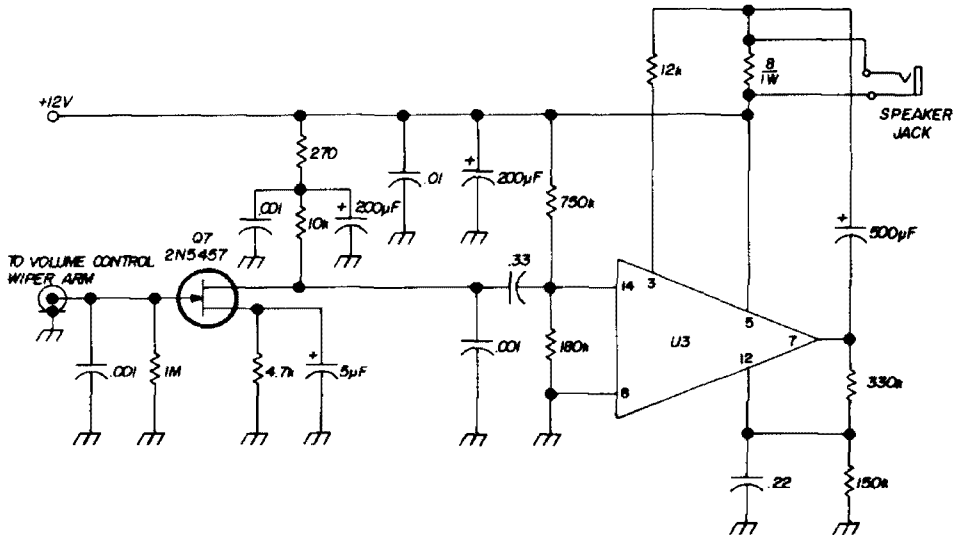 +12V
270
.001
+
200µF
10k
Q7
2N5457
TO VOLUME CONTROL
WIPER ARM
.001
1M
4.7k
+
5µF
.01
+
200µF
750k
.33
.001
180k
12k
8
1W
SPEAKER
JACK
+
500µF
14
3
5
U3
7
12
330k
.22
150k